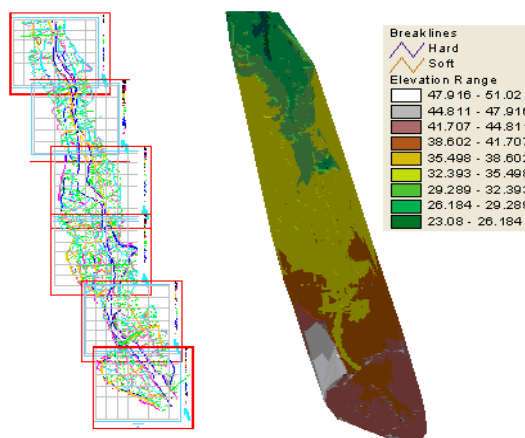 Breaklines
Hard
Soft
Elevation Range
47.916 - 51.02
44.811 - 47.916
41.707 - 44.811
38.602 - 41.707
35.498 - 38.602
32.393 - 35.498
29.289 - 32.393
26.184 - 29.289
23.08 - 26.184